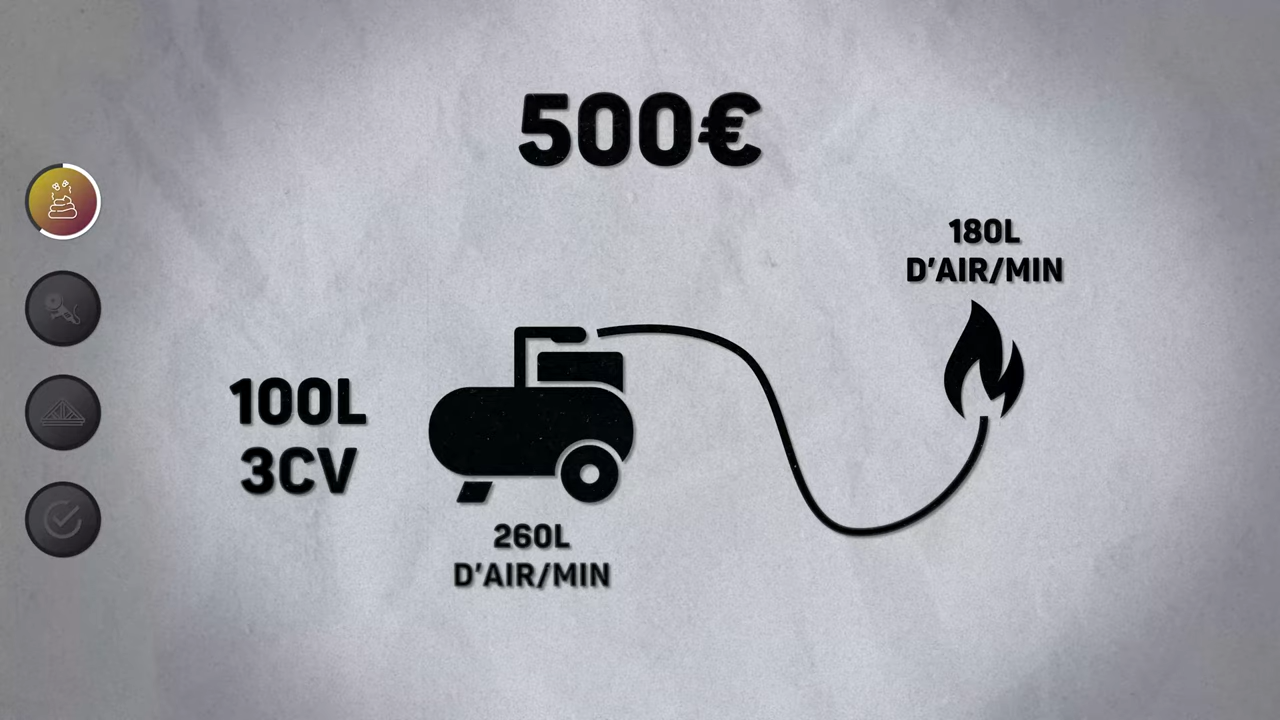 500€
180L
D'AIR/MIN
100L
3CV
260L
D'AIR/MIN